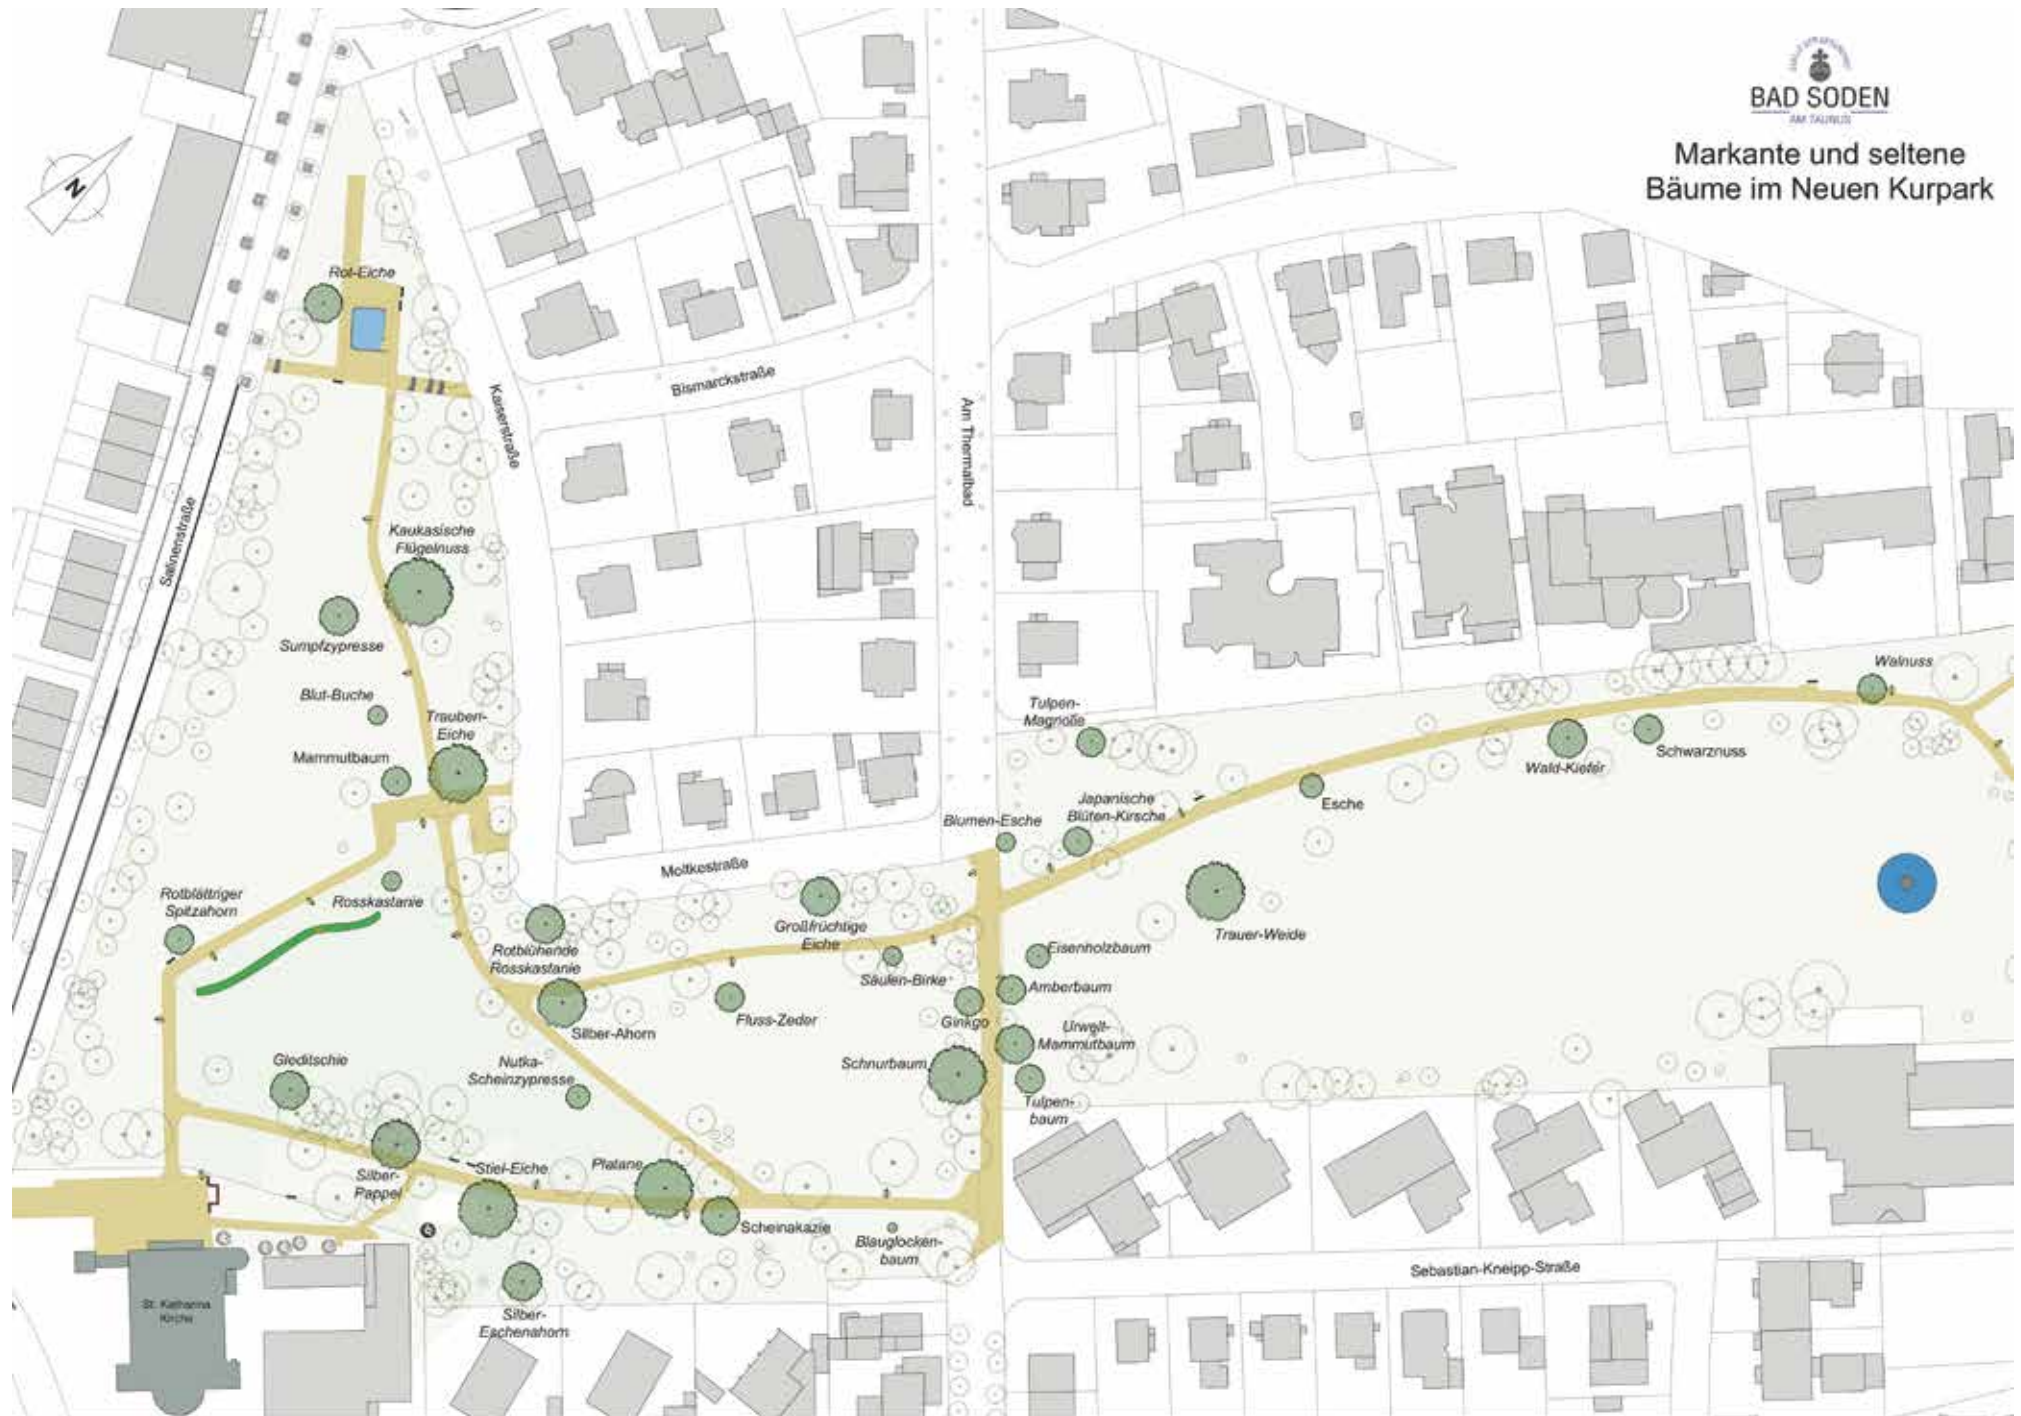 BAD SODEN
AM TAUNUS
Markante und seltene
Bäume im Neuen Kurpark
N
Rot-Eiche
Bismarckstraße
Kaiserstraße
Am Thermalbad
Salinenstraße
Kaukasische
Flügelnuss
Sumpfzypresse
Blut-Buche
Trauben-
Eiche
Mammutbaum
Walnuss
Tulpen-
Magnolie
Schwarznuss
Wald-Kiefer
Esche
Japanische
Blüten-Kirsche
Blumen-Esche
Moltkestraße
Rotblättriger
Spitzahorn
Rosskastanie
Großfrüchtige
Eiche
Trauer-Weide
Rotblühende
Rosskastanie
Eisenholzbaum
Säulen-Birke
Amberbaum
Fluss-Zeder
Ginkgo
Silber-Ahorn
Urwelt-
Mammutbaum
Gleditschie
Nutka-
Scheinzypresse
Schnurbaum
Tulpen-
baum
Silber-
Pappel
Stiel-Eiche
Platane
Scheinakazie
Blauglocken-
baum
Sebastian-Kneipp-Straße
St. Katharina
Kirche
Silber-
Eschenahorn